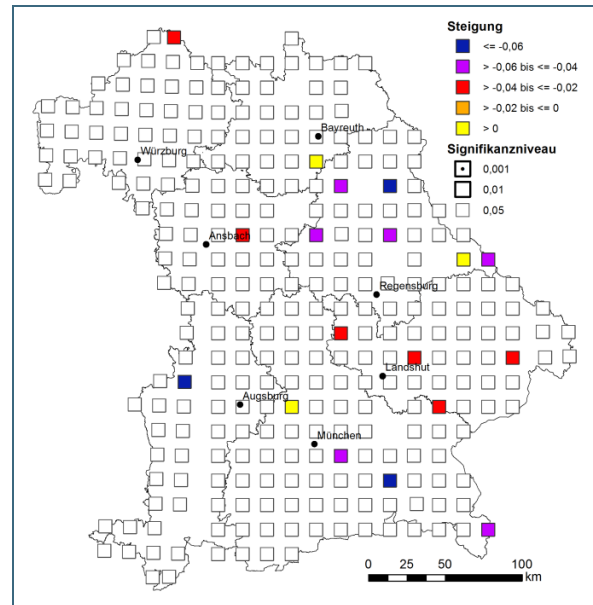 Steigung
<= -0,06
> -0,06 bis <= -0,04
> -0,04 bis <= -0,02
> -0,02 bis <= 0
> 0
Signifikanzniveau
0,001
0,01
0,05
Bayreuth
Würzburg
Ansbach
Regensburg
Landshut
Augsburg
München
0 50 100
km